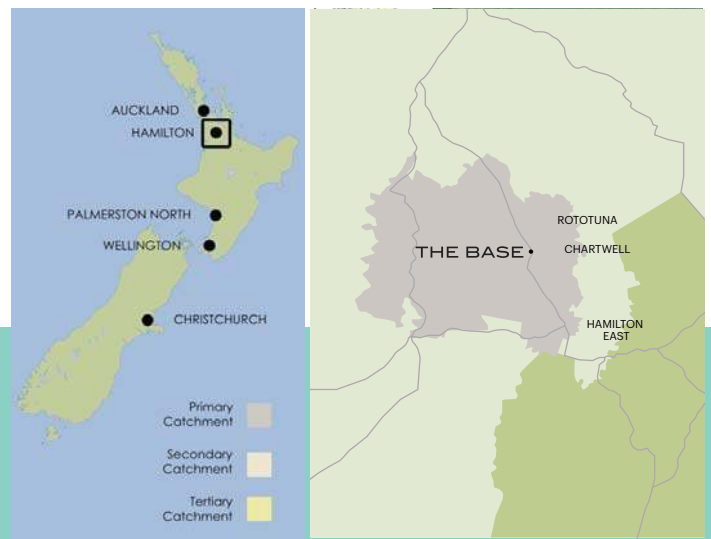 AUCKLAND
HAMILTON
PALMERSTON NORTH
WELLINGTON
CHRISTCHURCH
Primary
Catchment
Secondary
Catchment
Tertiary
Catchment
ROTOTUNA
CHARTWELL
THE BASE
HAMILTON
EAST